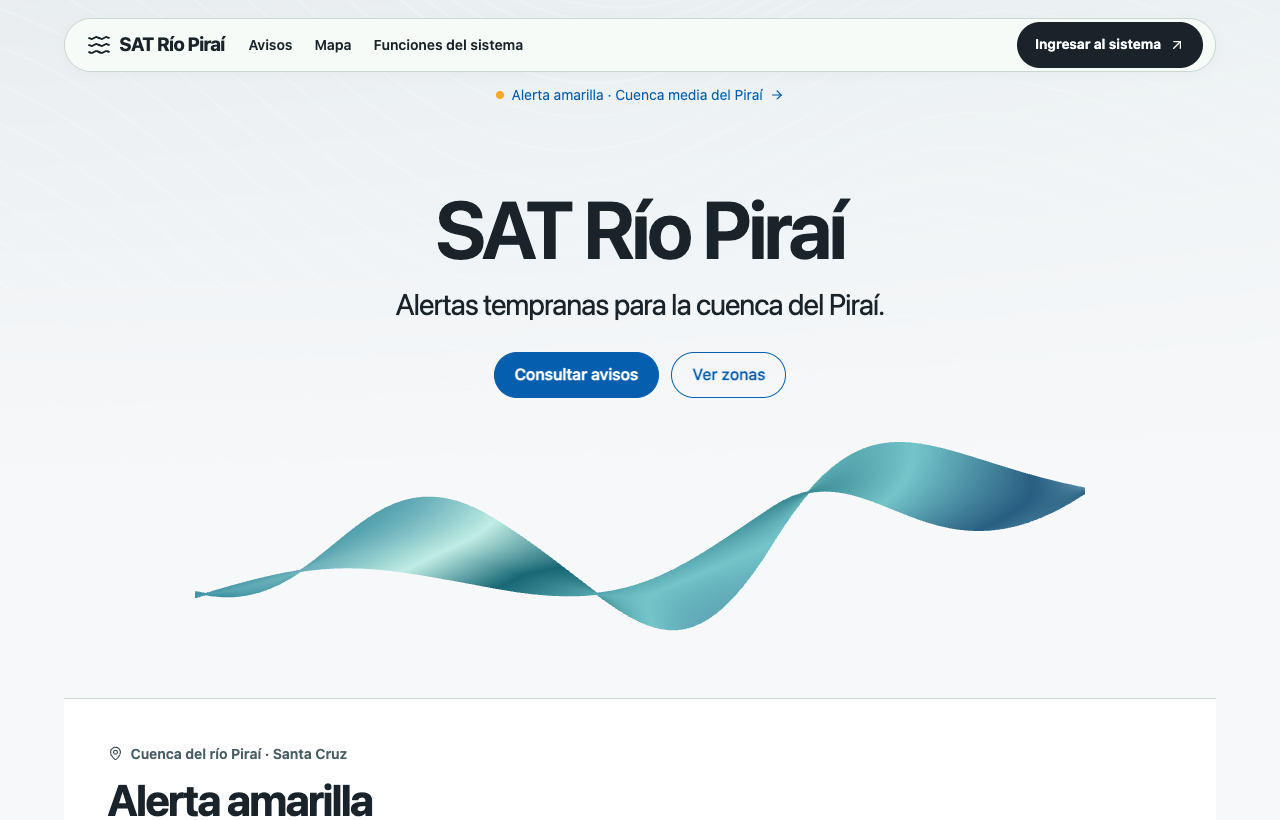 SAT Río Piraí
Avisos
Mapa
Funciones del sistema
Ingresar al sistema
Alerta amarilla · Cuenca media del Piraí
SAT Río Piraí
Alertas tempranas para la cuenca del Piraí.
Consultar avisos
Ver zonas
Cuenca del río Piraí · Santa Cruz
Alerta amarilla